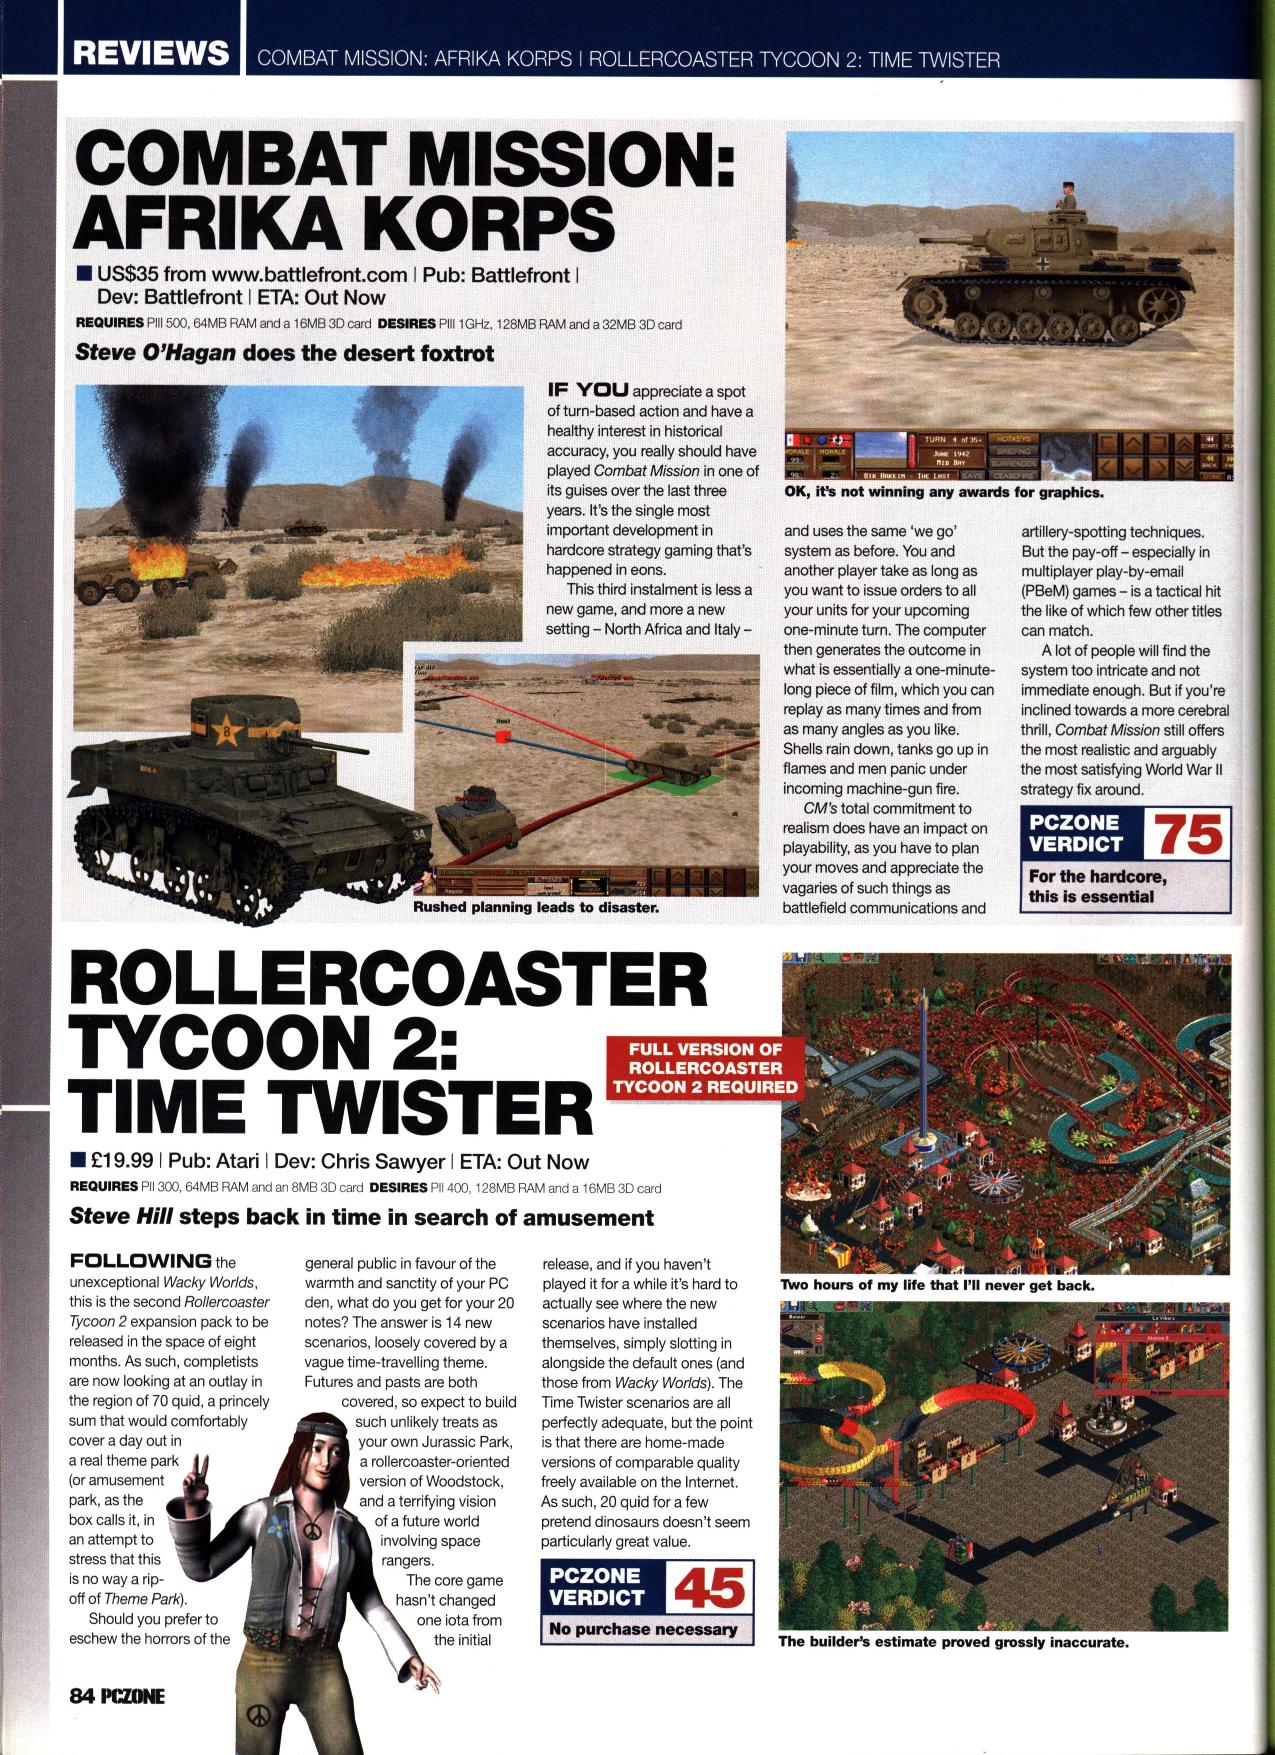 REVIEWS
COMBAT MISSION: AFRIKA KORPS | ROLLERCOASTER TYCOON 2: TIME TWISTER
COMBAT MISSION:
AFRIKA KORPS
■ US$35 from www.battlefront.com | Pub: Battlefront |
Dev: Battlefront | ETA: Out Now
REQUIRES PIII 500, 64MB RAM and a 16MB 3D card DESIRES PIII 1GHz, 128MB RAM and a 32MB 3D card
Steve O'Hagan does the desert foxtrot
IF YOU appreciate a spot
of turn-based action and have a
healthy interest in historical
accuracy, you really should have
played Combat Mission in one of
its guises over the last three
years. It's the single most
important development in
hardcore strategy gaming that's
happened in eons.
This third instalment is less a
new game, and more a new
setting – North Africa and Italy –
8
34
Rushed planning leads to disaster.
TURN 4 of 35+
JUNE 1942
MID DAY
BIR HAKEIM - THE LAST
SAVE
HOTKEYS
BRIEFING
SURRENDER
CEASEFIRE
OK, it's not winning any awards for graphics.
and uses the same 'we go'
system as before. You and
another player take as long as
you want to issue orders to all
your units for your upcoming
one-minute turn. The computer
then generates the outcome in
what is essentially a one-minute-
long piece of film, which you can
replay as many times and from
as many angles as you like.
Shells rain down, tanks go up in
flames and men panic under
incoming machine-gun fire.
CM's total commitment to
realism does have an impact on
playability, as you have to plan
your moves and appreciate the
vagaries of such things as
battlefield communications and
artillery-spotting techniques.
But the pay-off – especially in
multiplayer play-by-email
(PBeM) games – is a tactical hit
the like of which few other titles
can match.
A lot of people will find the
system too intricate and not
immediate enough. But if you're
inclined towards a more cerebral
thrill, Combat Mission still offers
the most realistic and arguably
the most satisfying World War II
strategy fix around.
PCZONE
VERDICT
75
For the hardcore,
this is essential
ROLLERCOASTER
TYCOON 2:
TIME TWISTER
FULL VERSION OF
ROLLERCOASTER
TYCOON 2 REQUIRED
■ £19.99 | Pub: Atari | Dev: Chris Sawyer | ETA: Out Now
REQUIRES PII 300, 64MB RAM and an 8MB 3D card DESIRES PII 400, 128MB RAM and a 16MB 3D card
Steve Hill steps back in time in search of amusement
FOLLOWING the
unexceptional Wacky Worlds,
this is the second Rollercoaster
Tycoon 2 expansion pack to be
released in the space of eight
months. As such, completists
are now looking at an outlay in
the region of 70 quid, a princely
sum that would comfortably
cover a day out in
a real theme park
(or amusement
park, as the
box calls it, in
an attempt to
stress that this
is no way a rip-
off of Theme Park).
Should you prefer to
eschew the horrors of the
general public in favour of the
warmth and sanctity of your PC
den, what do you get for your 20
notes? The answer is 14 new
scenarios, loosely covered by a
vague time-travelling theme.
Futures and pasts are both
covered, so expect to build
such unlikely treats as
your own Jurassic Park,
a rollercoaster-oriented
version of Woodstock,
and a terrifying vision
of a future world
involving space
rangers.
The core game
hasn't changed
one iota from
the initial
release, and if you haven't
played it for a while it's hard to
actually see where the new
scenarios have installed
themselves, simply slotting in
alongside the default ones (and
those from Wacky Worlds). The
Time Twister scenarios are all
perfectly adequate, but the point
is that there are home-made
versions of comparable quality
freely available on the Internet.
As such, 20 quid for a few
pretend dinosaurs doesn't seem
particularly great value.
PCZONE
VERDICT
45
No purchase necessary
Two hours of my life that I'll never get back.
The builder's estimate proved grossly inaccurate.
84 PCZONE